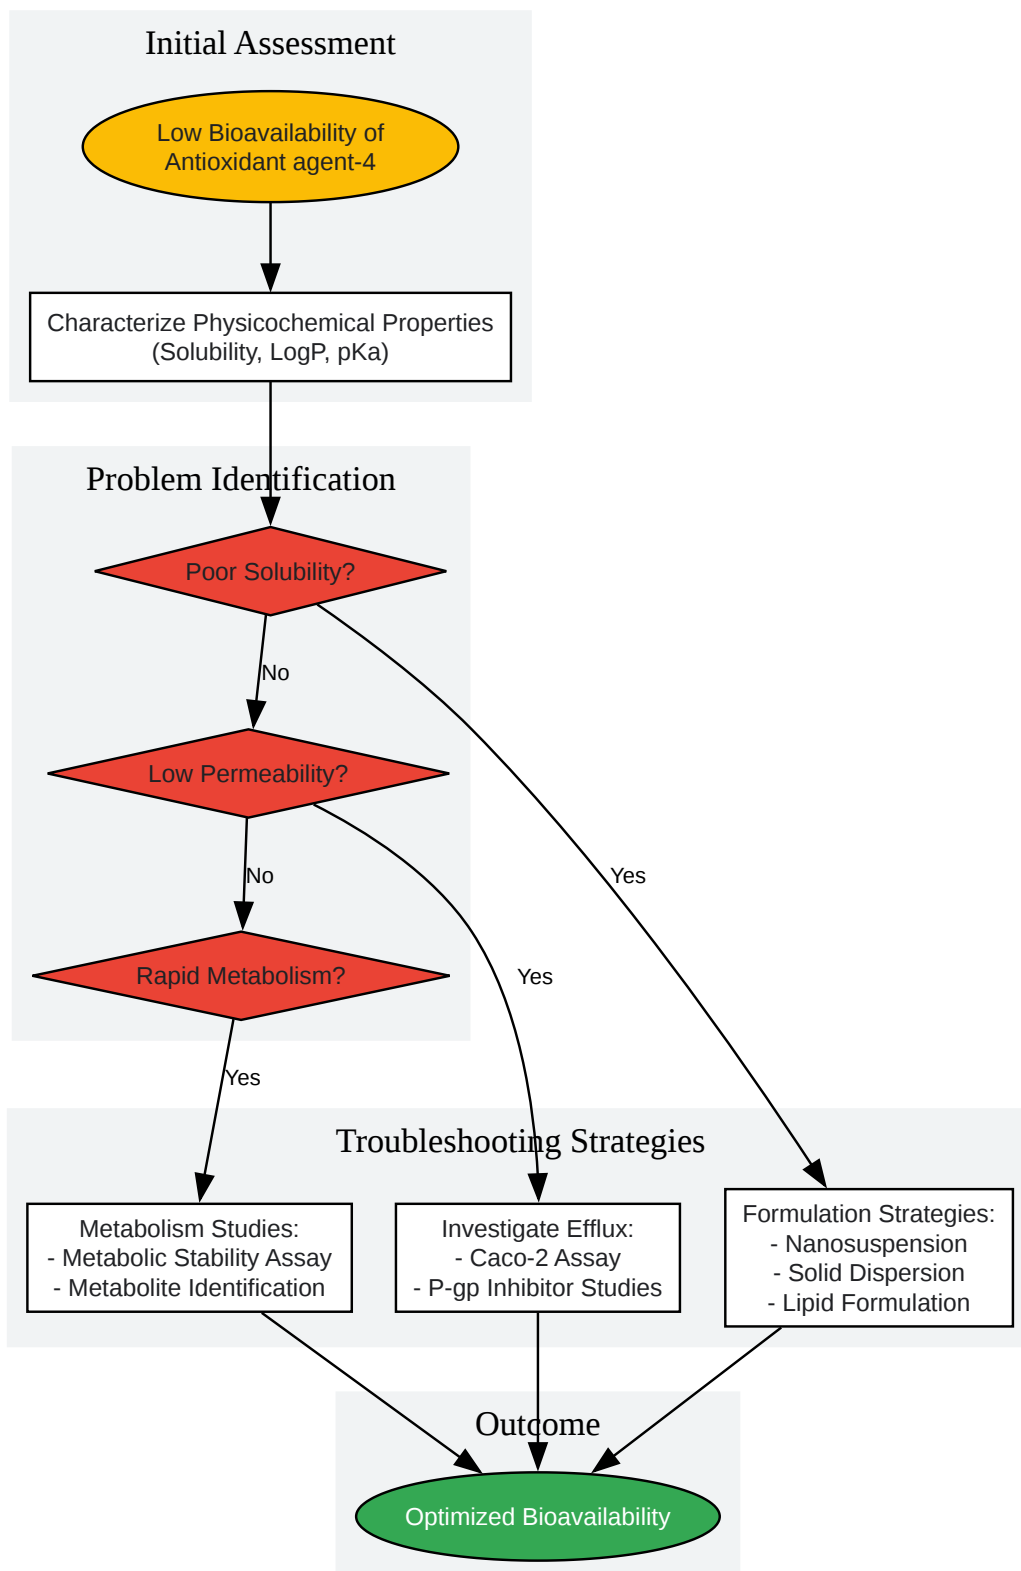 Initial Assessment
Low Bioavailability of
Antioxidant agent-4
Characterize Physicochemical Properties
(Solubility, LogP, pKa)
Problem Identification
Poor Solubility?
No
Low Permeability?
No
Yes
Rapid Metabolism?
Yes
Yes
Troubleshooting Strategies
Metabolism Studies:
- Metabolic Stability Assay
- Metabolite Identification
Investigate Efflux:
- Caco-2 Assay
- P-gp Inhibitor Studies
Formulation Strategies:
- Nanosuspension
- Solid Dispersion
- Lipid Formulation
Outcome
Optimized Bioavailability